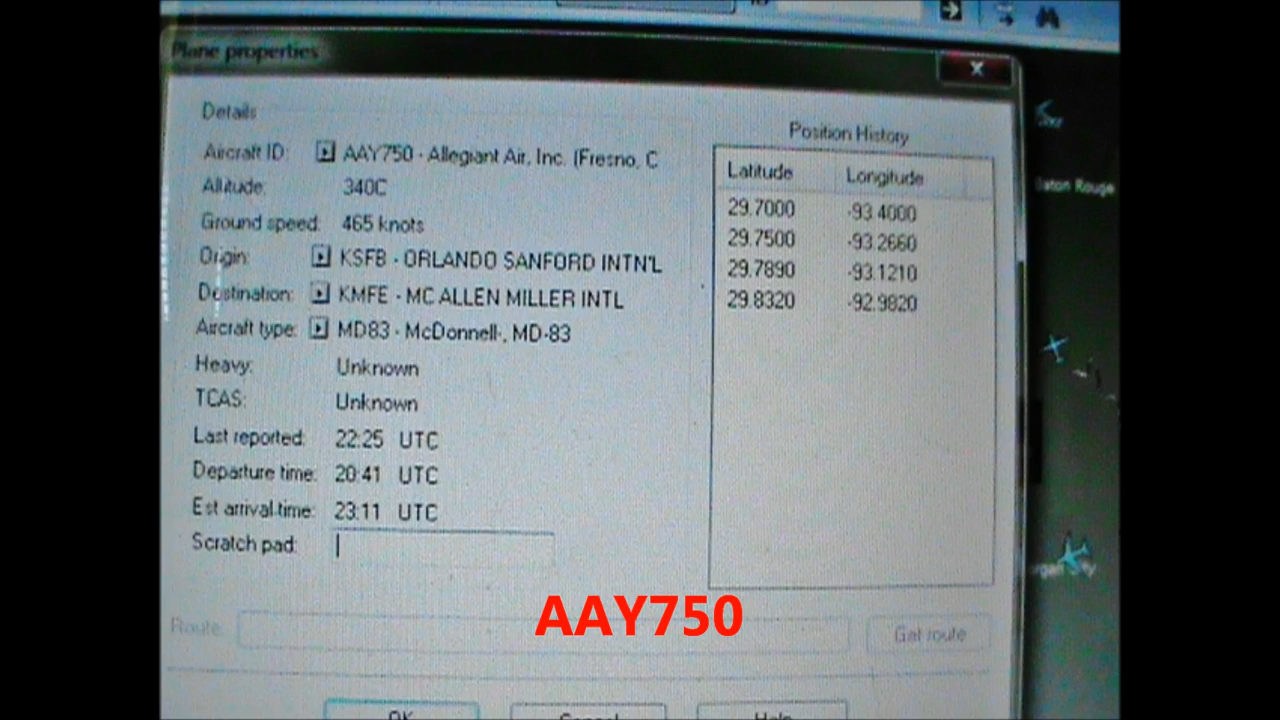 Plane properties
Details
Aircraft ID: AAY750 - Allegiant Air, Inc. (Fresno, C
Altitude: 340C
Ground speed: 465 knots
Origin: KSFB - ORLANDO SANFORD INTN'L
Destination: KMFE - MC ALLEN MILLER INTL
Aircraft type: MD83 - McDonnell-, MD-83
Heavy: Unknown
TCAS: Unknown
Last reported: 22:25 UTC
Departure time: 20:41 UTC
Est arrival time: 23:11 UTC
Scratch pad:
Position History
Latitude Longitude
29.7000 -93.4000
29.7500 -93.2660
29.7890 -93.1210
29.8320 -92.9820
Baton Rouge
AAY750
Route
Get route
OK Cancel Help